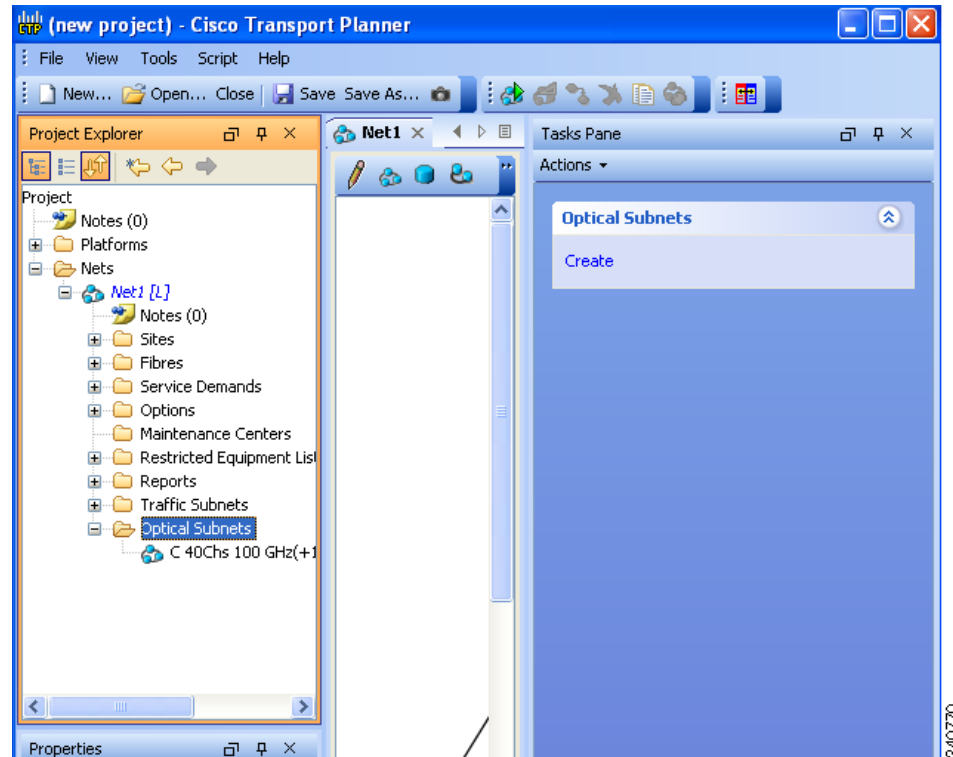 CTP (new project) - Cisco Transport Planner
File View Tools Script Help
New... Open... Close Save Save As...
Project Explorer
Project
Notes (0)
Platforms
Nets
Net1 [L]
Notes (0)
Sites
Fibres
Service Demands
Options
Maintenance Centers
Restricted Equipment List
Reports
Traffic Subnets
Optical Subnets
C 40Chs 100 GHz(+1
Properties
Net1
Tasks Pane
Actions
Optical Subnets
Create
240770